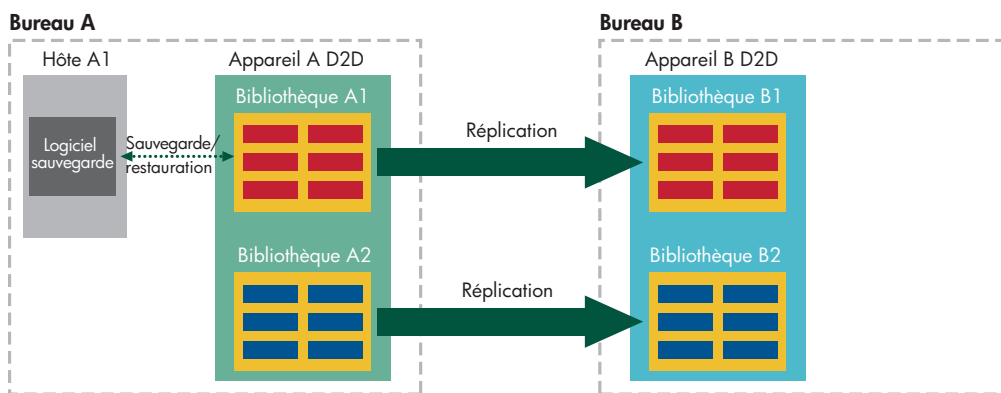 Bureau A
Bureau B
Hôte A1
Appareil A D2D
Appareil B D2D
Bibliothèque A1
Bibliothèque B1
Logiciel
sauvegarde
Sauvegarde/
restauration
Réplication
Bibliothèque A2
Bibliothèque B2
Réplication